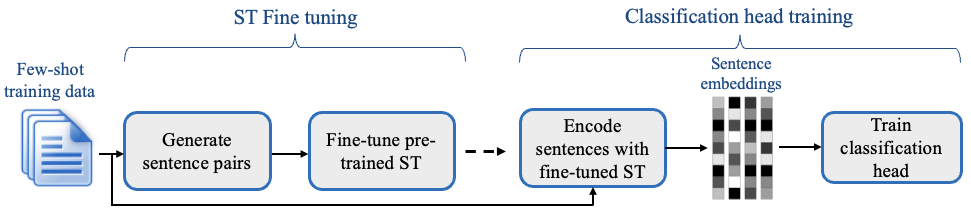 ST Fine tuning
Classification head training
Few-shot
training data
Generate
sentence pairs
Fine-tune pre-
trained ST
Encode
sentences with
fine-tuned ST
Sentence
embeddings
Train
classification
head